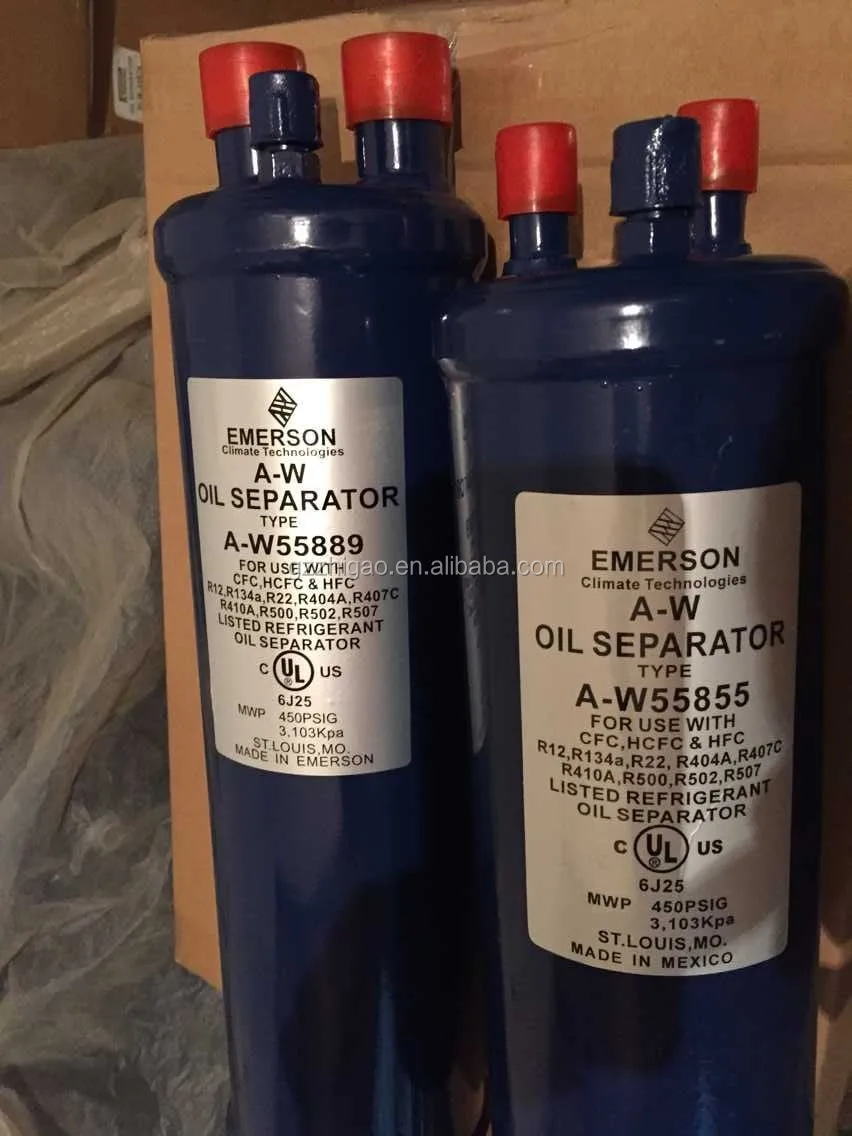 EMERSON
Climate Technologies
A-W
OIL SEPARATOR
TYPE
A-W55889
FOR USE WITH
CFC,HCFC & HFC
R12,R134a,R22,R404A,R407C
R410A,R500,R502,R507
LISTED REFRIGERANT
OIL SEPARATOR
C UL ® US
6J25
MWP 450PSIG
3,103Kpa
ST.LOUIS,MO.
MADE IN EMERSON
EMERSON
Climate Technologies
A-W
OIL SEPARATOR
TYPE
A-W55855
FOR USE WITH
CFC,HCFC & HFC
R12,R134a,R22, R404A,R407C
R410A,R500,R502,R507
LISTED REFRIGERANT
OIL SEPARATOR
C UL ® US
6J25
MWP 450PSIG
3,103Kpa
ST.LOUIS,MO.
MADE IN MEXICO
gzzhigao.en.alibaba.com